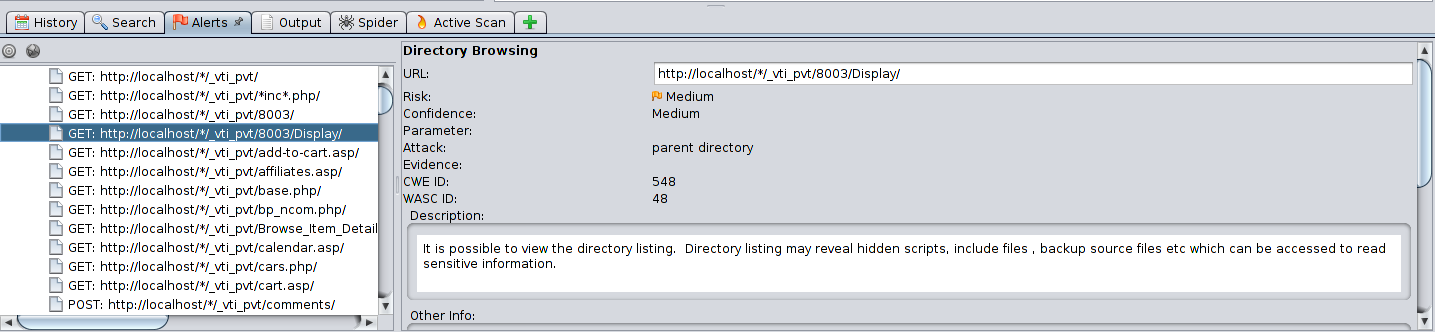 History Search Alerts Output Spider Active Scan
GET: http://localhost/*/_vti_pvt/
GET: http://localhost/*/_vti_pvt/*inc*.php/
GET: http://localhost/*/_vti_pvt/8003/
GET: http://localhost/*/_vti_pvt/8003/Display/
GET: http://localhost/*/_vti_pvt/add-to-cart.asp/
GET: http://localhost/*/_vti_pvt/affiliates.asp/
GET: http://localhost/*/_vti_pvt/base.php/
GET: http://localhost/*/_vti_pvt/bp_ncom.php/
GET: http://localhost/*/_vti_pvt/Browse_Item_Detail
GET: http://localhost/*/_vti_pvt/calendar.asp/
GET: http://localhost/*/_vti_pvt/cars.php/
GET: http://localhost/*/_vti_pvt/cart.asp/
POST: http://localhost/*/_vti_pvt/comments/
Directory Browsing
URL: http://localhost/*/_vti_pvt/8003/Display/
Risk: Medium
Confidence: Medium
Parameter:
Attack: parent directory
Evidence:
CWE ID: 548
WASC ID: 48
Description:
It is possible to view the directory listing.  Directory listing may reveal hidden scripts, include files , backup source files etc which can be accessed to read
sensitive information.
Other Info: